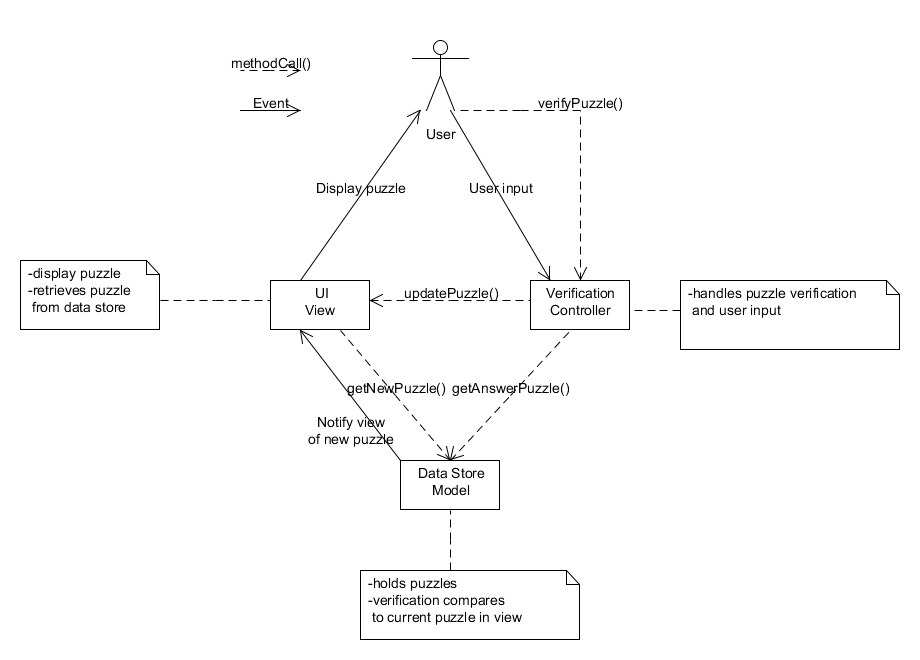 methodCall()
Event
verifyPuzzle()
User
Display puzzle
User input
-display puzzle
-retrieves puzzle
from data store
UI
View
updatePuzzle()
Verification
Controller
-handles puzzle verification
and user input
getNewPuzzle()
getAnswerPuzzle()
Notify view
of new puzzle
Data Store
Model
-holds puzzles
-verification compares
to current puzzle in view